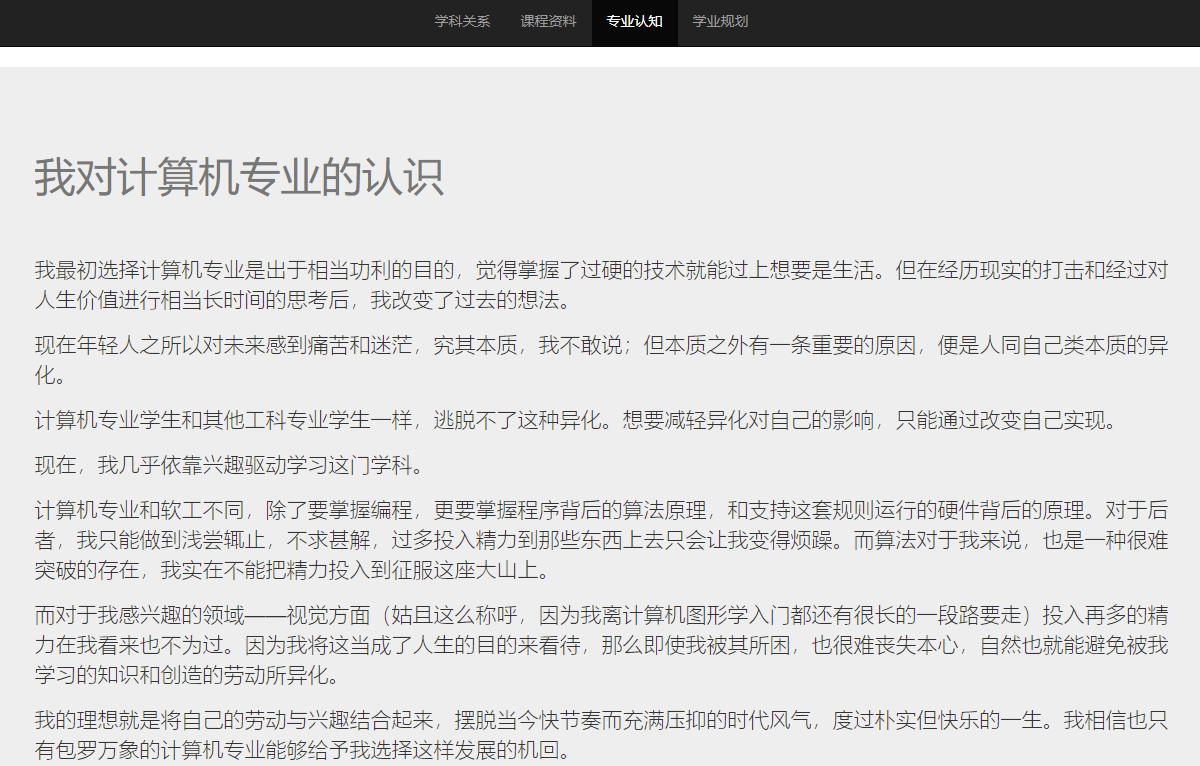 学科关系 课程资料 专业认知 学业规划
我对计算机专业的认识
我最初选择计算机专业是出于相当功利的目的，觉得掌握了过硬的技术就能过上想要是生活。但在经历现实的打击和经过对
人生价值进行相当长时间的思考后，我改变了过去的想法。
现在年轻人之所以对未来感到痛苦和迷茫，究其本质，我不敢说；但本质之外有一条重要的原因，便是人同自己类本质的异
化。
计算机专业学生和其他工科专业学生一样，逃脱不了这种异化。想要减轻异化对自己的影响，只能通过改变自己实现。
现在，我几乎依靠兴趣驱动学习这门学科。
计算机专业和软工不同，除了要掌握编程，更要掌握程序背后的算法原理，和支持这套规则运行的硬件背后的原理。对于后
者，我只能做到浅尝辄止，不求甚解，过多投入精力到那些东西上去只会让我变得烦躁。而算法对于我来说，也是一种很难
突破的存在，我实在不能把精力投入到征服这座大山上。
而对于我感兴趣的领域——视觉方面（姑且这么称呼，因为我离计算机图形学入门都还有很长的一段路要走）投入再多的精
力在我看来也不为过。因为我将这当成了人生的目的来看待，那么即使我被其所困，也很难丧失本心，自然也就能避免被我
学习的知识和创造的劳动所异化。
我的理想就是将自己的劳动与兴趣结合起来，摆脱当今快节奏而充满压抑的时代风气，度过朴实但快乐的一生。我相信也只
有包罗万象的计算机专业能够给予我选择这样发展的机回。